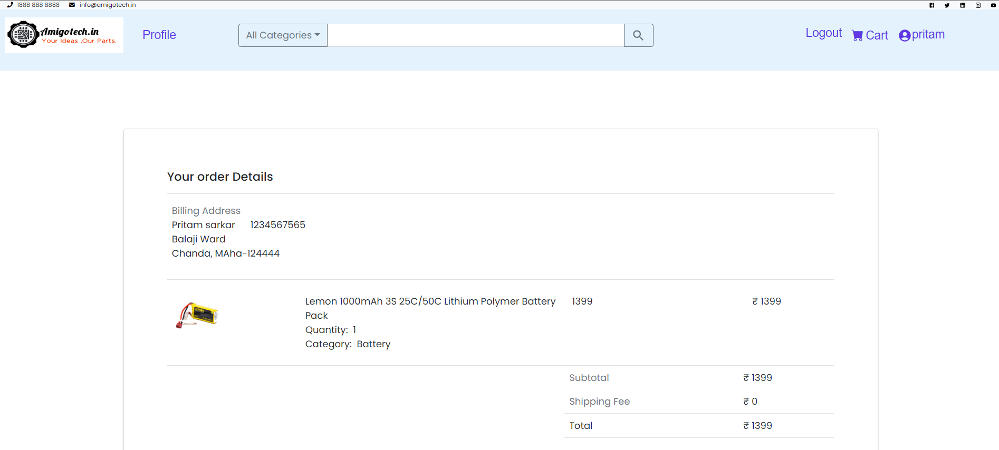 1888 888 8888 info@amigotech.in
Amigotech.in
Your Ideas ,Our Parts.
Profile
All Categories
Logout
Cart
pritam
Your order Details
Billing Address
Pritam sarkar 1234567565
Balaji Ward
Chanda, MAha-124444
Lemon 1000mAh 3S 25C/50C Lithium Polymer Battery 1399 ₹ 1399
Pack
Quantity: 1
Category: Battery
Subtotal ₹ 1399
Shipping Fee ₹ 0
Total ₹ 1399